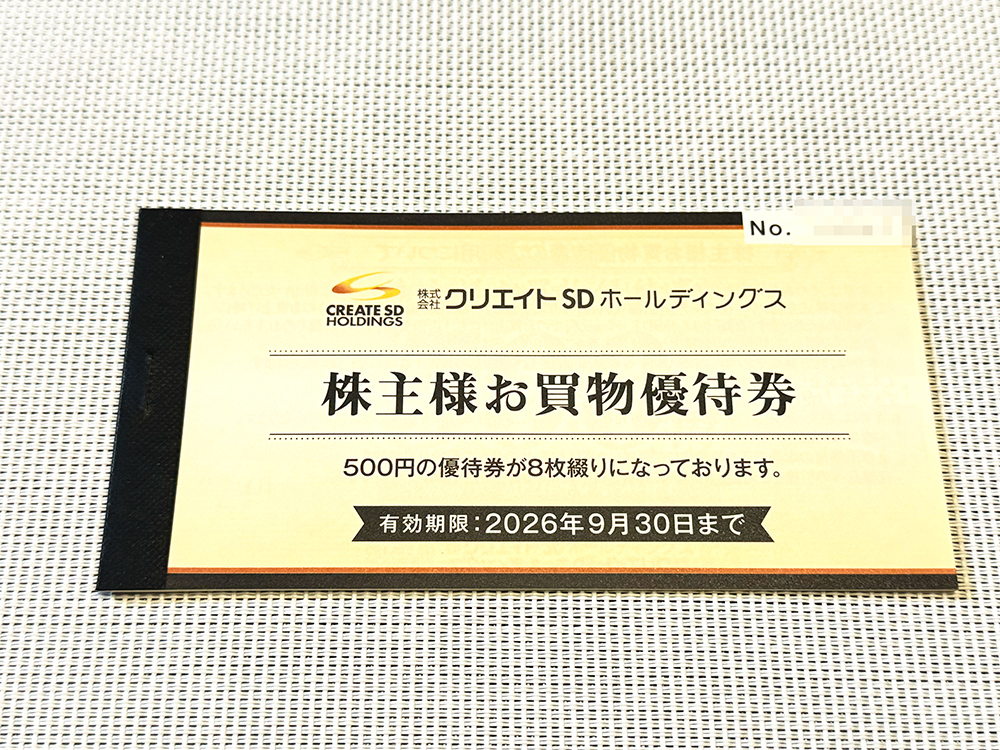 No.
CREATE SD
HOLDINGS
株式会社クリエイトSDホールディングス
株主様お買物優待券
500円の優待券が8枚綴りになっております。
有効期限：2026年9月30日まで